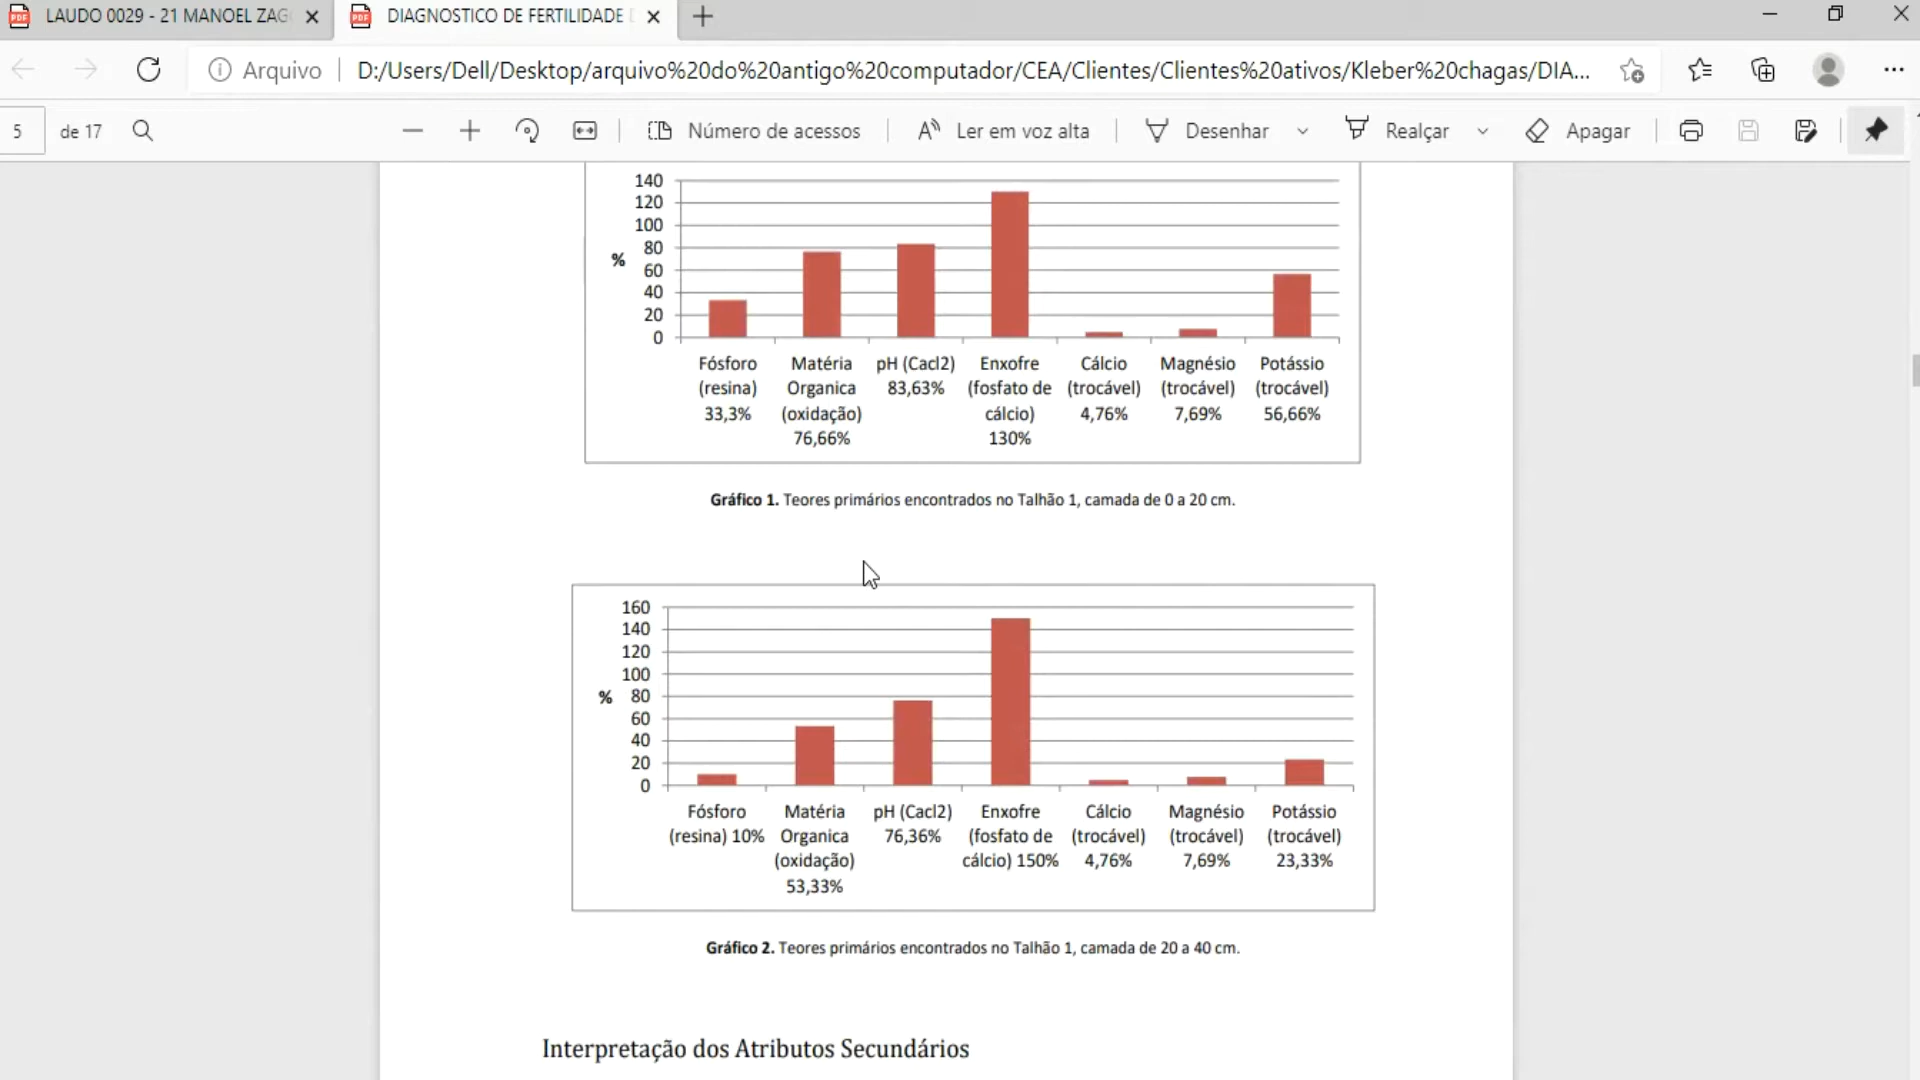 LAUDO 0029 - 21 MANOEL ZAG
DIAGNOSTICO DE FERTILIDADE
Arquivo
D:/Users/Dell/Desktop/arquivo%20do%20antigo%20computador/CEA/Clientes/Clientes%20ativos/Kleber%20chagas/DIA...
5 de 17
Número de acessos
Ler em voz alta
Desenhar
Realçar
Apagar
140
120
100
80
60
40
20
0
%
Fósforo (resina) 33,3%
Matéria Organica (oxidação) 76,66%
pH (Cacl2) 83,63%
Enxofre (fosfato de cálcio) 130%
Cálcio (trocável) 4,76%
Magnésio (trocável) 7,69%
Potássio (trocável) 56,66%
Gráfico 1. Teores primários encontrados no Talhão 1, camada de 0 a 20 cm.
160
140
120
100
80
60
40
20
0
%
Fósforo (resina) 10%
Matéria Organica (oxidação) 53,33%
pH (Cacl2) 76,36%
Enxofre (fosfato de cálcio) 150%
Cálcio (trocável) 4,76%
Magnésio (trocável) 7,69%
Potássio (trocável) 23,33%
Gráfico 2. Teores primários encontrados no Talhão 1, camada de 20 a 40 cm.
Interpretação dos Atributos Secundários